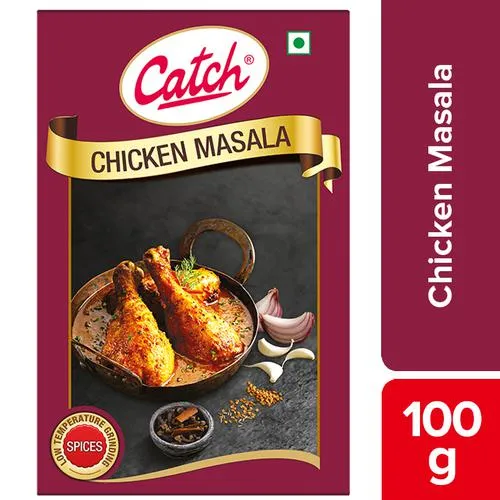 Catch®
CHICKEN MASALA
LOW TEMPERATURE GRINDING
SPICES
Chicken Masala
100
g